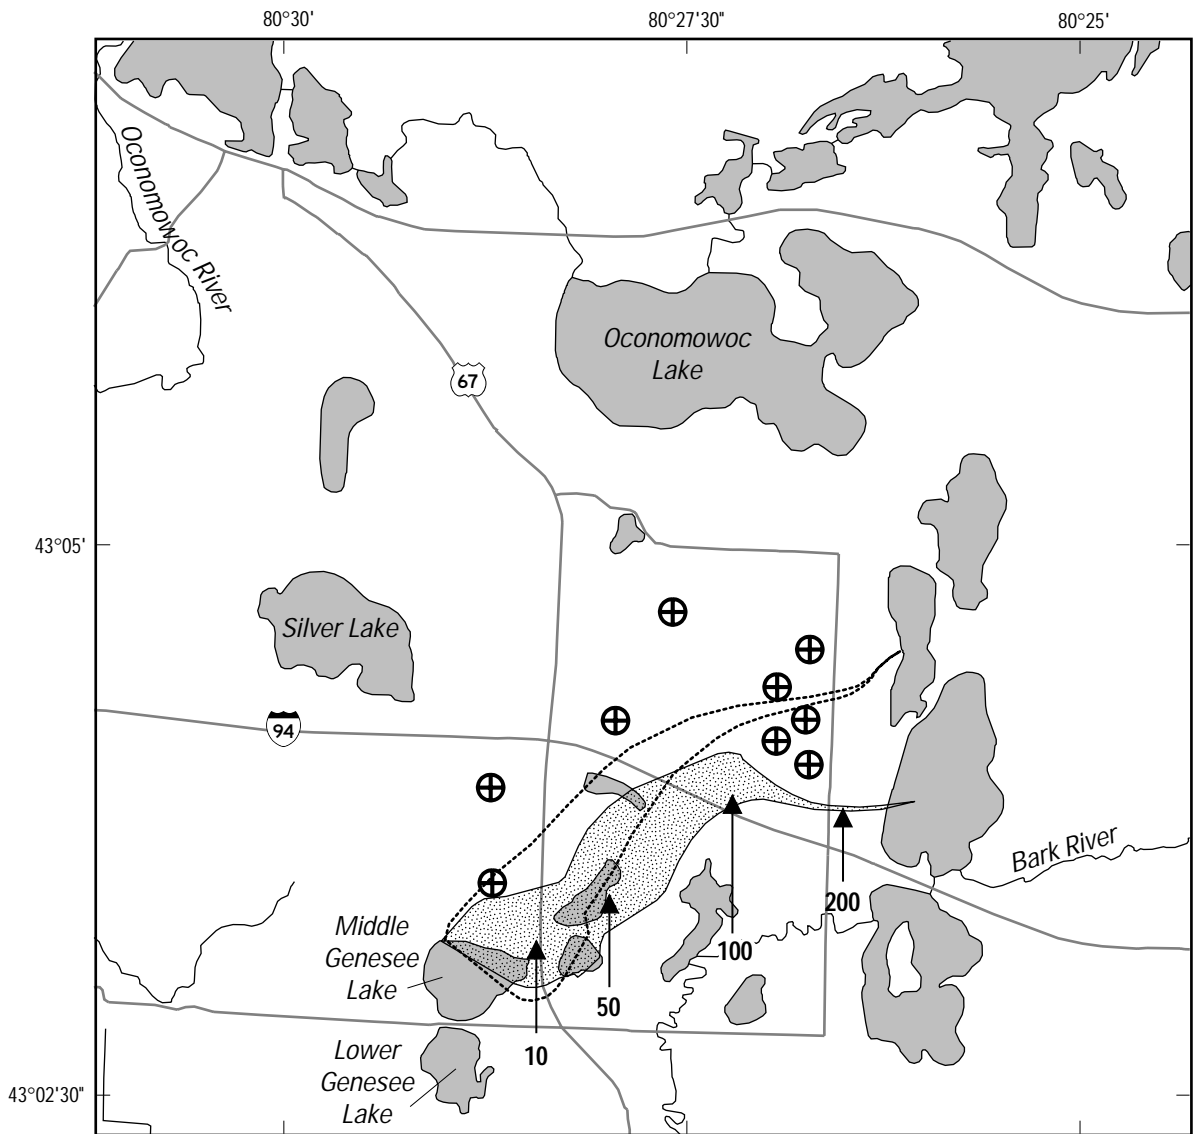 80°30'
80°27'30"
80°25'
Oconomowoc River
Oconomowoc
Lake
67
43°05'
Silver Lake
94
Bark River
200
Middle
Genesee
Lake
100
50
10
Lower
Genesee
Lake
43°02'30"